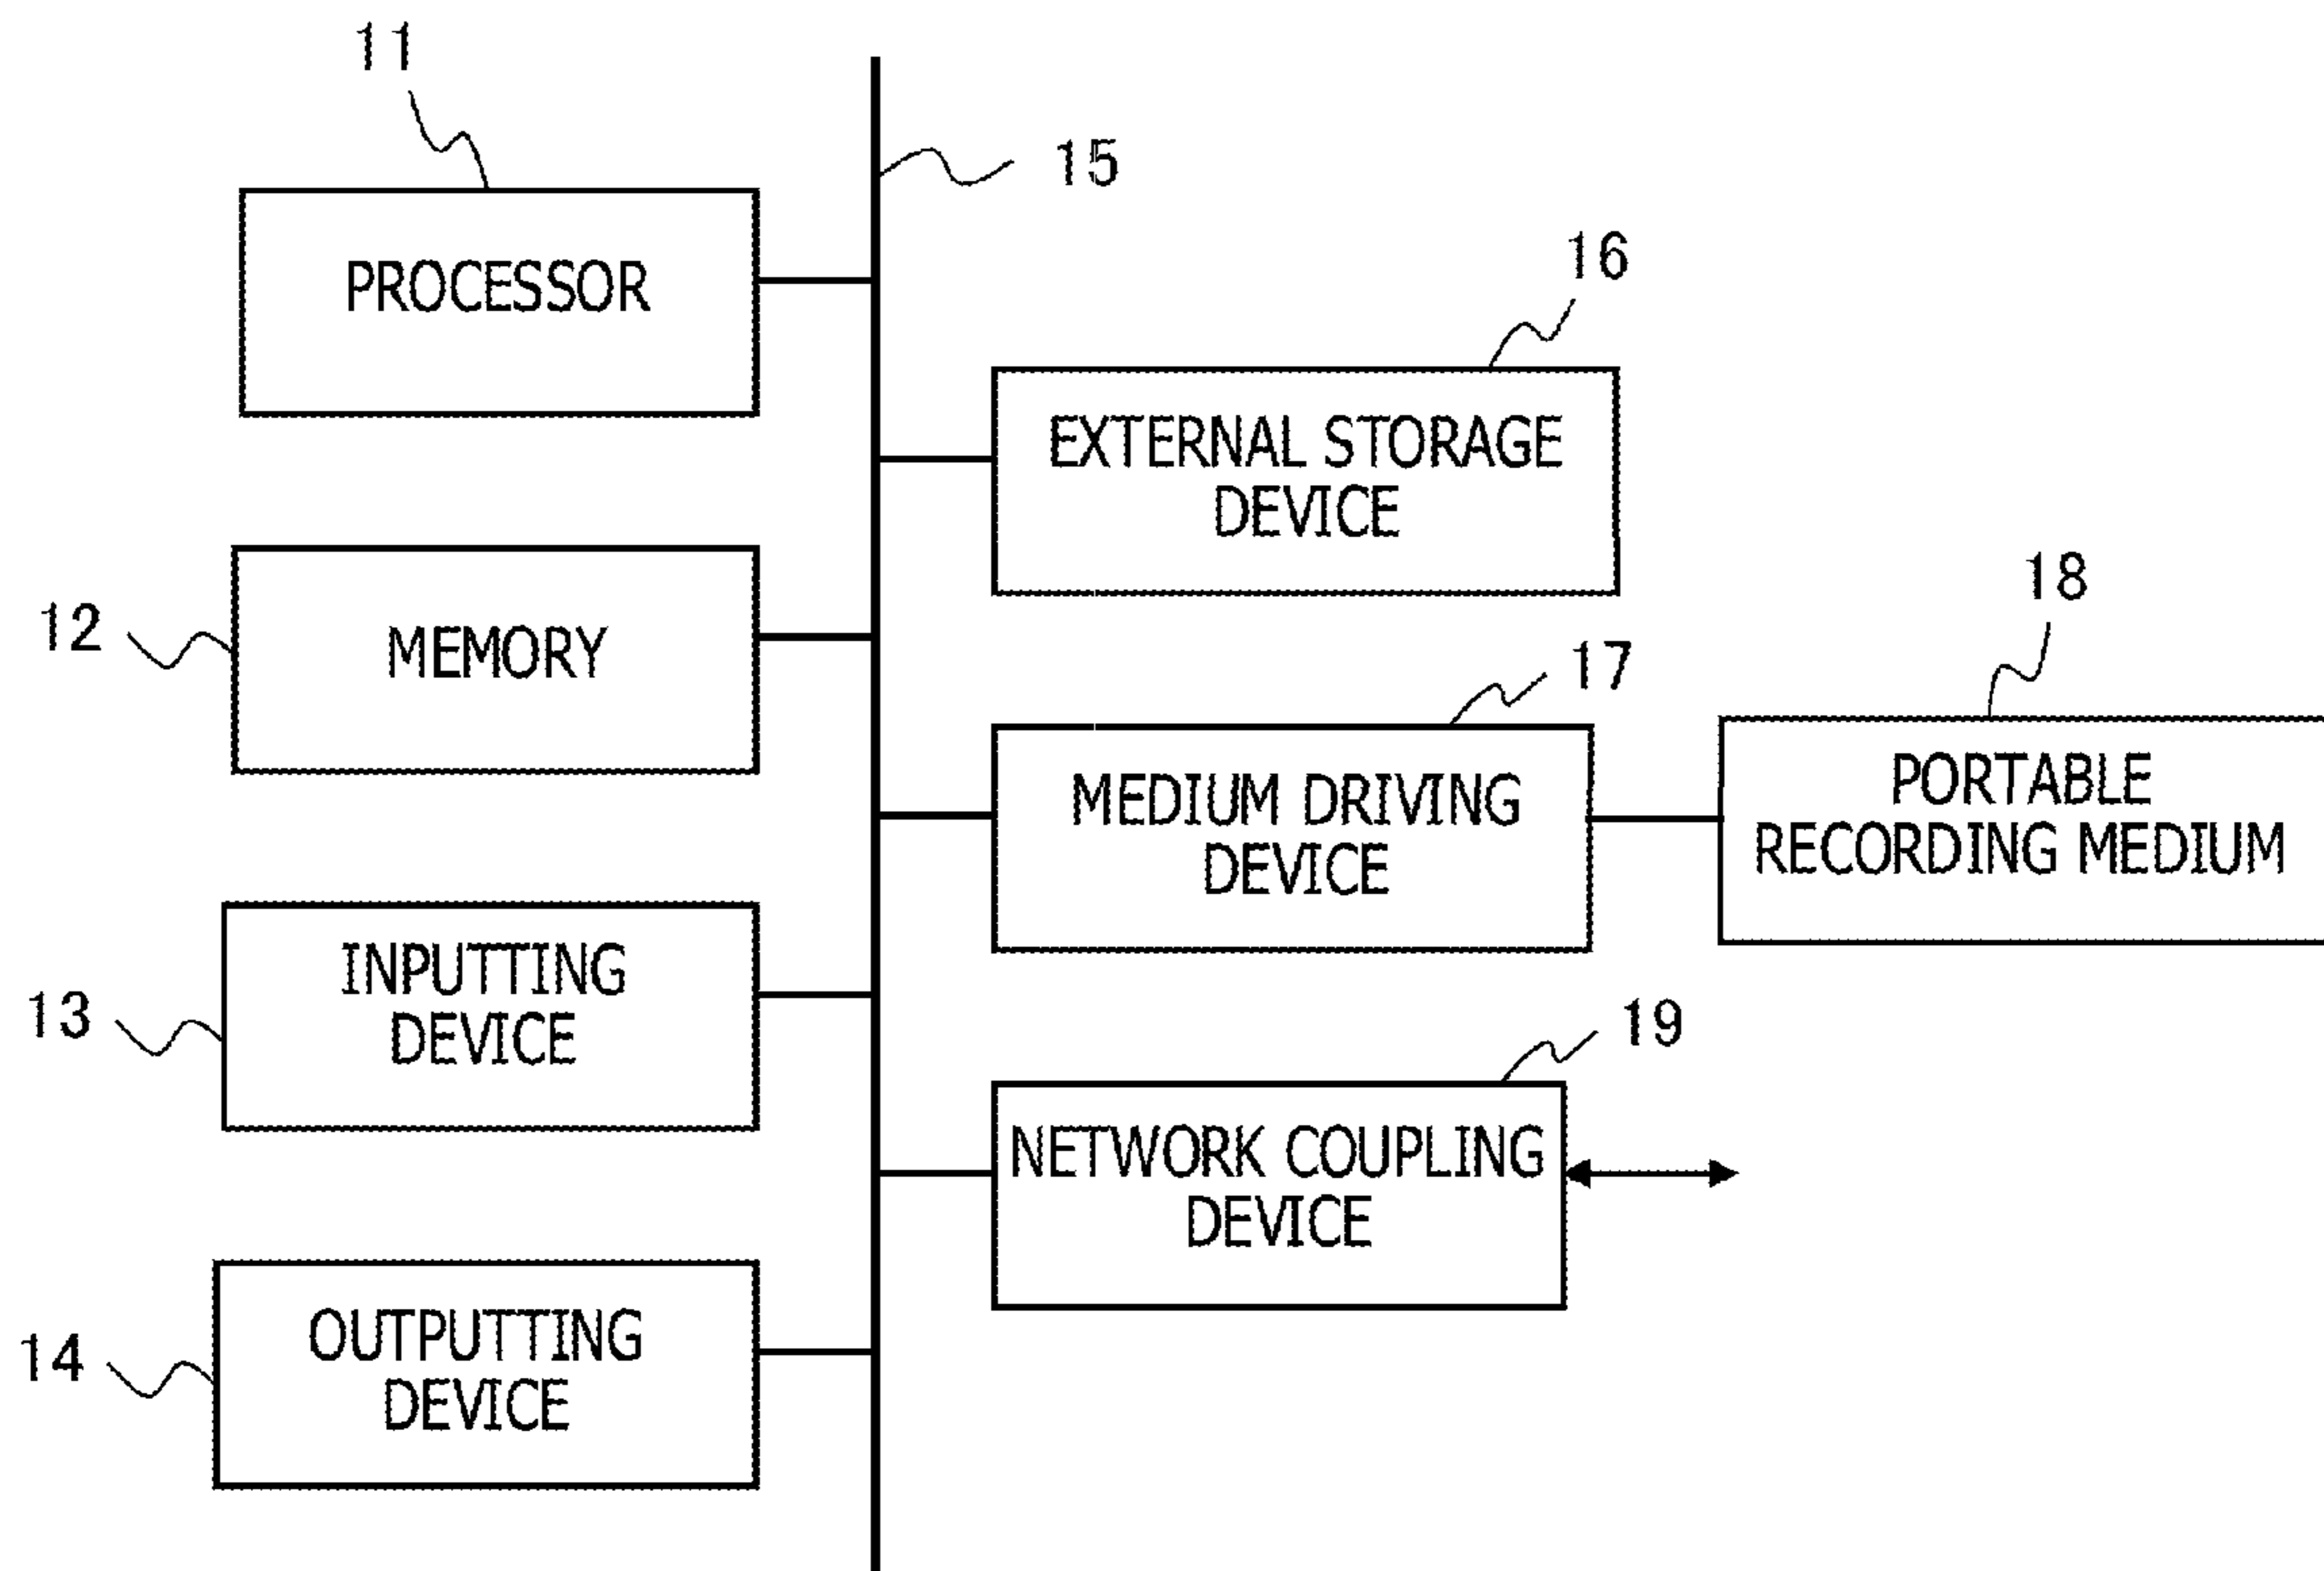 11
15
PROCESSOR
16
EXTERNAL STORAGE
DEVICE
12
MEMORY
17
18
MEDIUM DRIVING
DEVICE
PORTABLE
RECORDING MEDIUM
13
INPUTTING
DEVICE
19
NETWORK COUPLING
DEVICE
14
OUTPUTTING
DEVICE